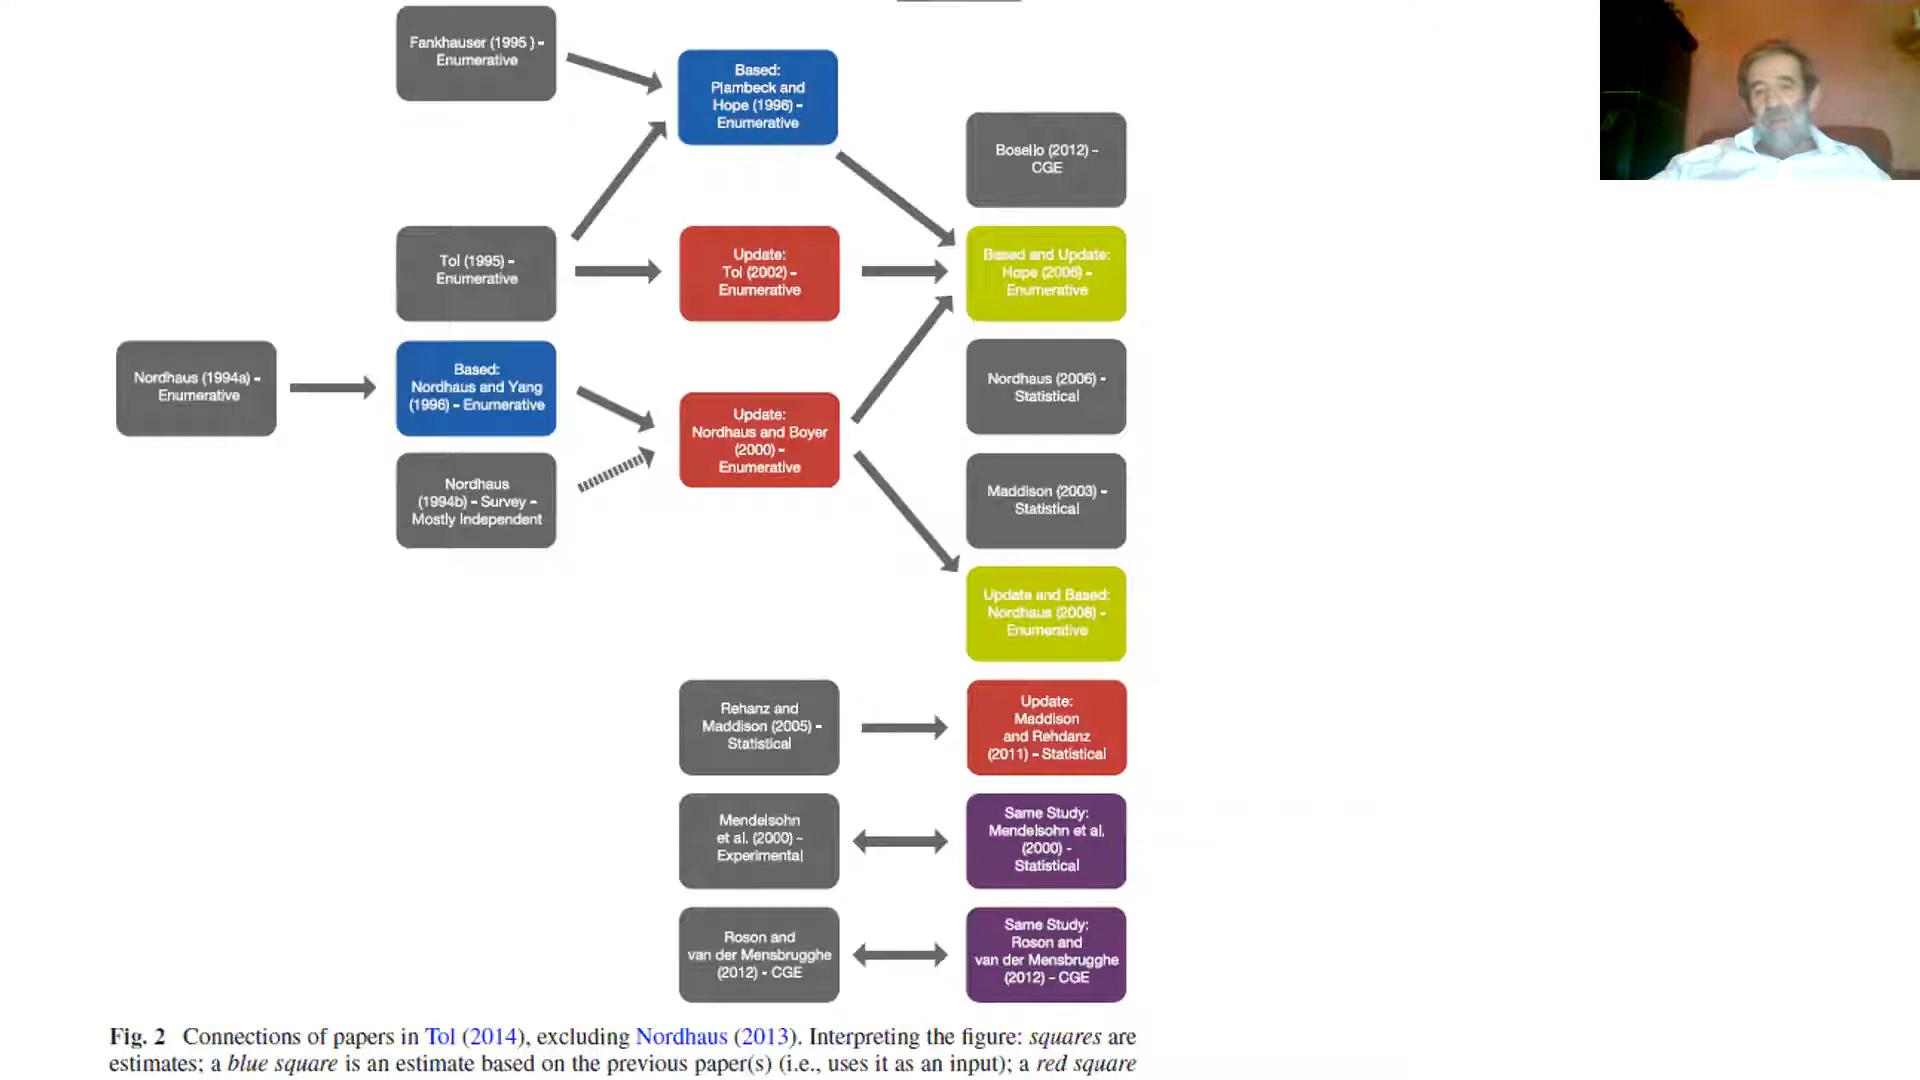 Fankhauser (1995 ) -
Enumerative
Based:
Plambeck and
Hope (1996) -
Enumerative
Bosello (2012) -
CGE
Tol (1995) -
Enumerative
Update:
Tol (2002) -
Enumerative
Based and Update:
Hope (2006) -
Enumerative
Nordhaus (1994a) -
Enumerative
Based:
Nordhaus and Yang
(1996) - Enumerative
Nordhaus (2006) -
Statistical
Update:
Nordhaus and Boyer
(2000) -
Enumerative
Nordhaus
(1994b) - Survey -
Mostly Independent
Maddison (2003) -
Statistical
Update and Based:
Nordhaus (2008) -
Enumerative
Rehanz and
Maddison (2005) -
Statistical
Update:
Maddison
and Rehdanz
(2011) - Statistical
Mendelsohn
et al. (2000) -
Experimental
Same Study:
Mendelsohn et al.
(2000) -
Statistical
Roson and
van der Mensbrugghe
(2012) - CGE
Same Study:
Roson and
van der Mensbrugghe
(2012) - CGE
Fig. 2 Connections of papers in Tol (2014), excluding Nordhaus (2013). Interpreting the figure: squares are
estimates; a blue square is an estimate based on the previous paper(s) (i.e., uses it as an input); a red square